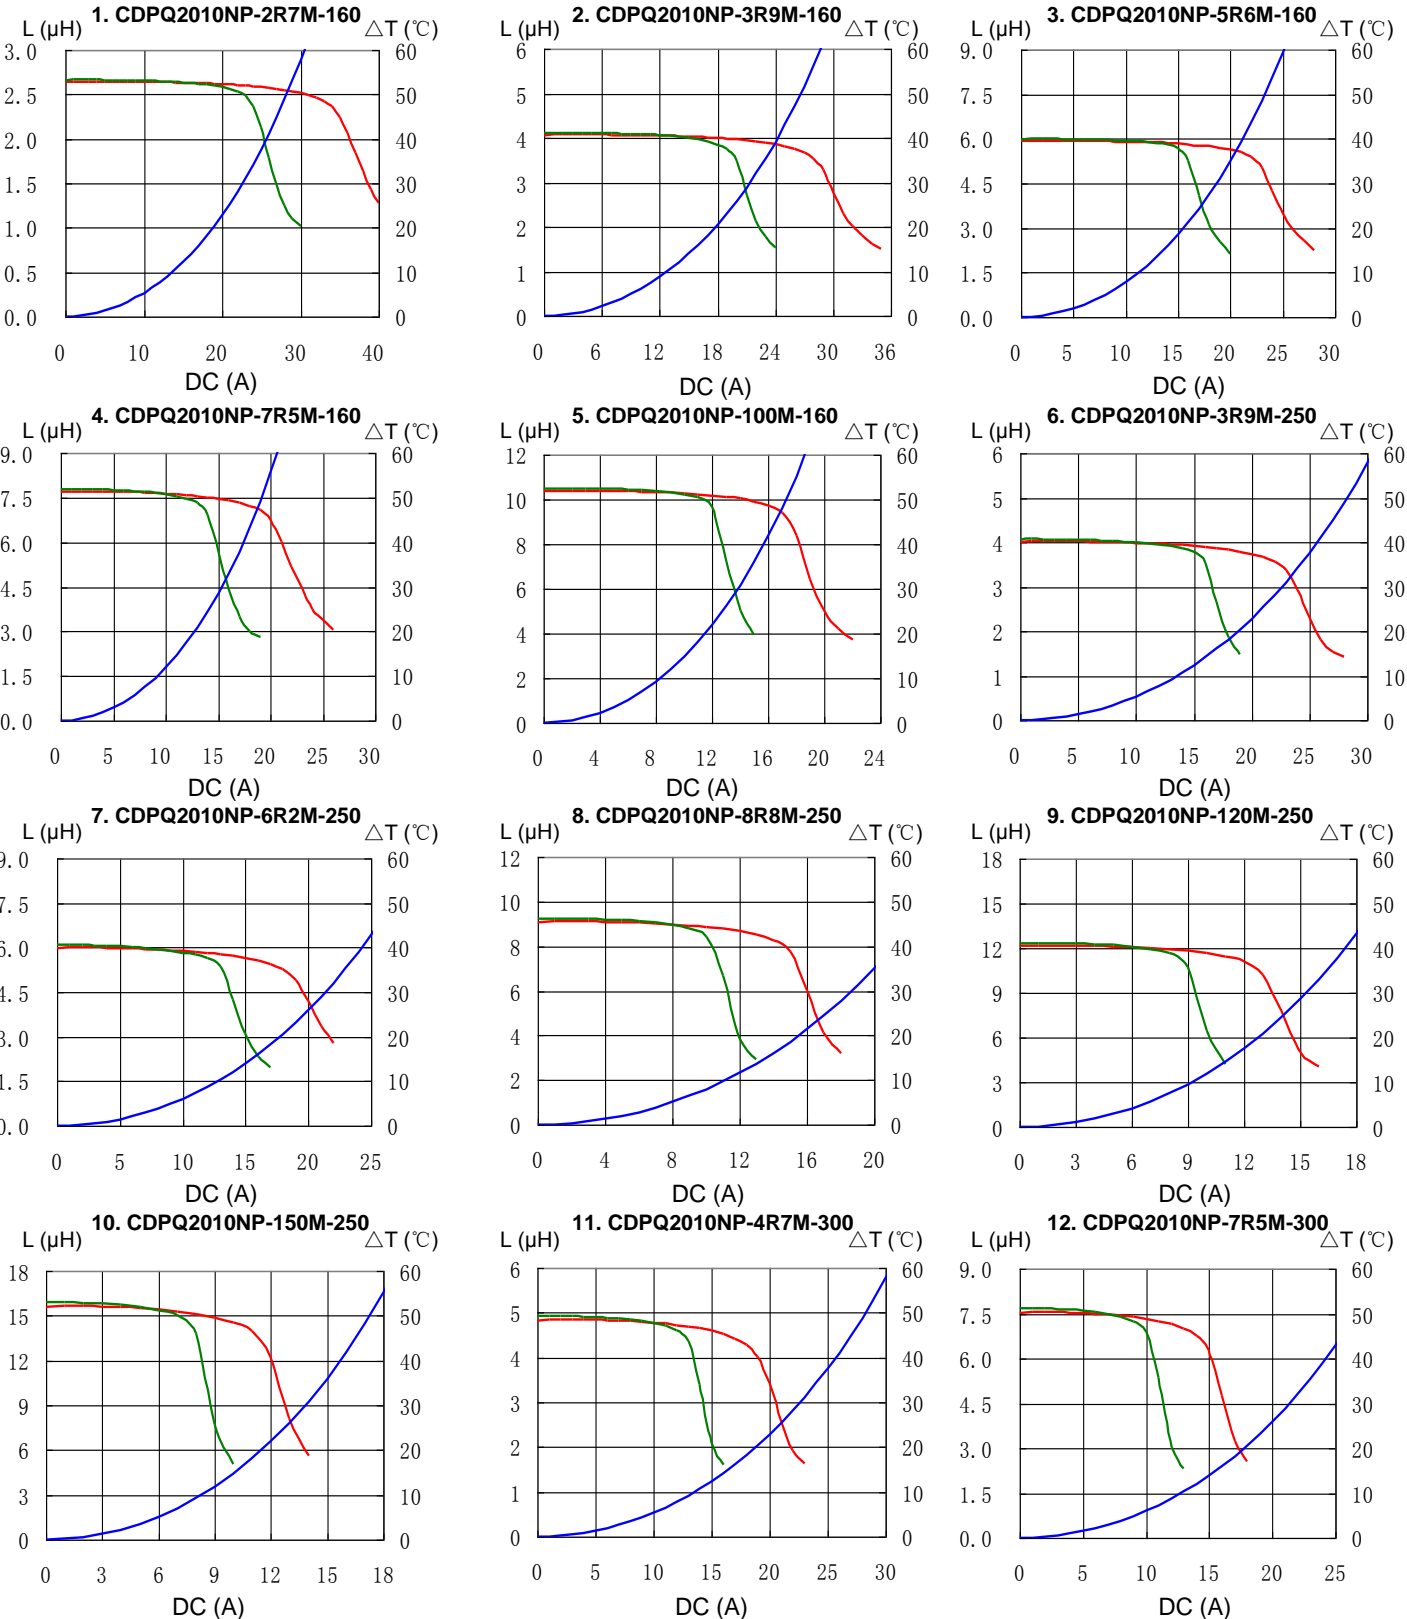 1. CDPQ2010NP-2R7M-160
L (µH) △T (℃)
3.0 60
2.5 50
2.0 40
1.5 30
1.0 20
0.5 10
0.0 0
0 10 20 30 40
DC (A)
2. CDPQ2010NP-3R9M-160
L (µH) △T (℃)
6 60
5 50
4 40
3 30
2 20
1 10
0 0
0 6 12 18 24 30 36
DC (A)
3. CDPQ2010NP-5R6M-160
L (µH) △T (℃)
9.0 60
7.5 50
6.0 40
4.5 30
3.0 20
1.5 10
0.0 0
0 5 10 15 20 25 30
DC (A)
4. CDPQ2010NP-7R5M-160
L (µH) △T (℃)
9.0 60
7.5 50
6.0 40
4.5 30
3.0 20
1.5 10
0.0 0
0 5 10 15 20 25 30
DC (A)
5. CDPQ2010NP-100M-160
L (µH) △T (℃)
12 60
10 50
8 40
6 30
4 20
2 10
0 0
0 4 8 12 16 20 24
DC (A)
6. CDPQ2010NP-3R9M-250
L (µH) △T (℃)
6 60
5 50
4 40
3 30
2 20
1 10
0 0
0 5 10 15 20 25 30
DC (A)
7. CDPQ2010NP-6R2M-250
L (µH) △T (℃)
9.0 60
7.5 50
6.0 40
4.5 30
3.0 20
1.5 10
0.0 0
0 5 10 15 20 25
DC (A)
8. CDPQ2010NP-8R8M-250
L (µH) △T (℃)
12 60
10 50
8 40
6 30
4 20
2 10
0 0
0 4 8 12 16 20
DC (A)
9. CDPQ2010NP-120M-250
L (µH) △T (℃)
18 60
15 50
12 40
9 30
6 20
3 10
0 0
0 3 6 9 12 15 18
DC (A)
10. CDPQ2010NP-150M-250
L (µH) △T (℃)
18 60
15 50
12 40
9 30
6 20
3 10
0 0
0 3 6 9 12 15 18
DC (A)
11. CDPQ2010NP-4R7M-300
L (µH) △T (℃)
6 60
5 50
4 40
3 30
2 20
1 10
0 0
0 5 10 15 20 25 30
DC (A)
12. CDPQ2010NP-7R5M-300
L (µH) △T (℃)
9.0 60
7.5 50
6.0 40
4.5 30
3.0 20
1.5 10
0.0 0
0 5 10 15 20 25
DC (A)